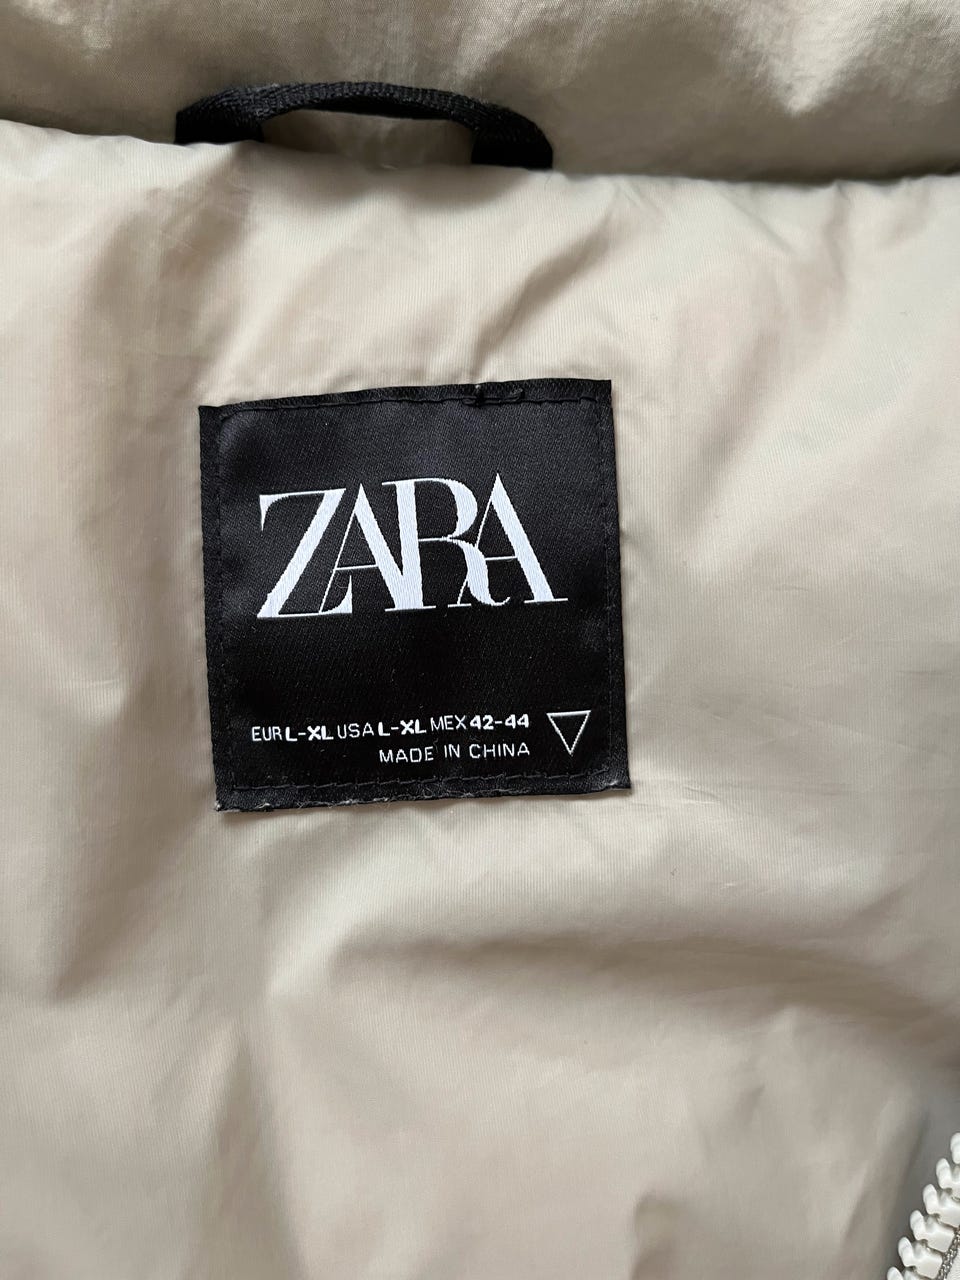 ZARA
EUR L-XL USA L-XL MEX 42-44
MADE IN CHINA